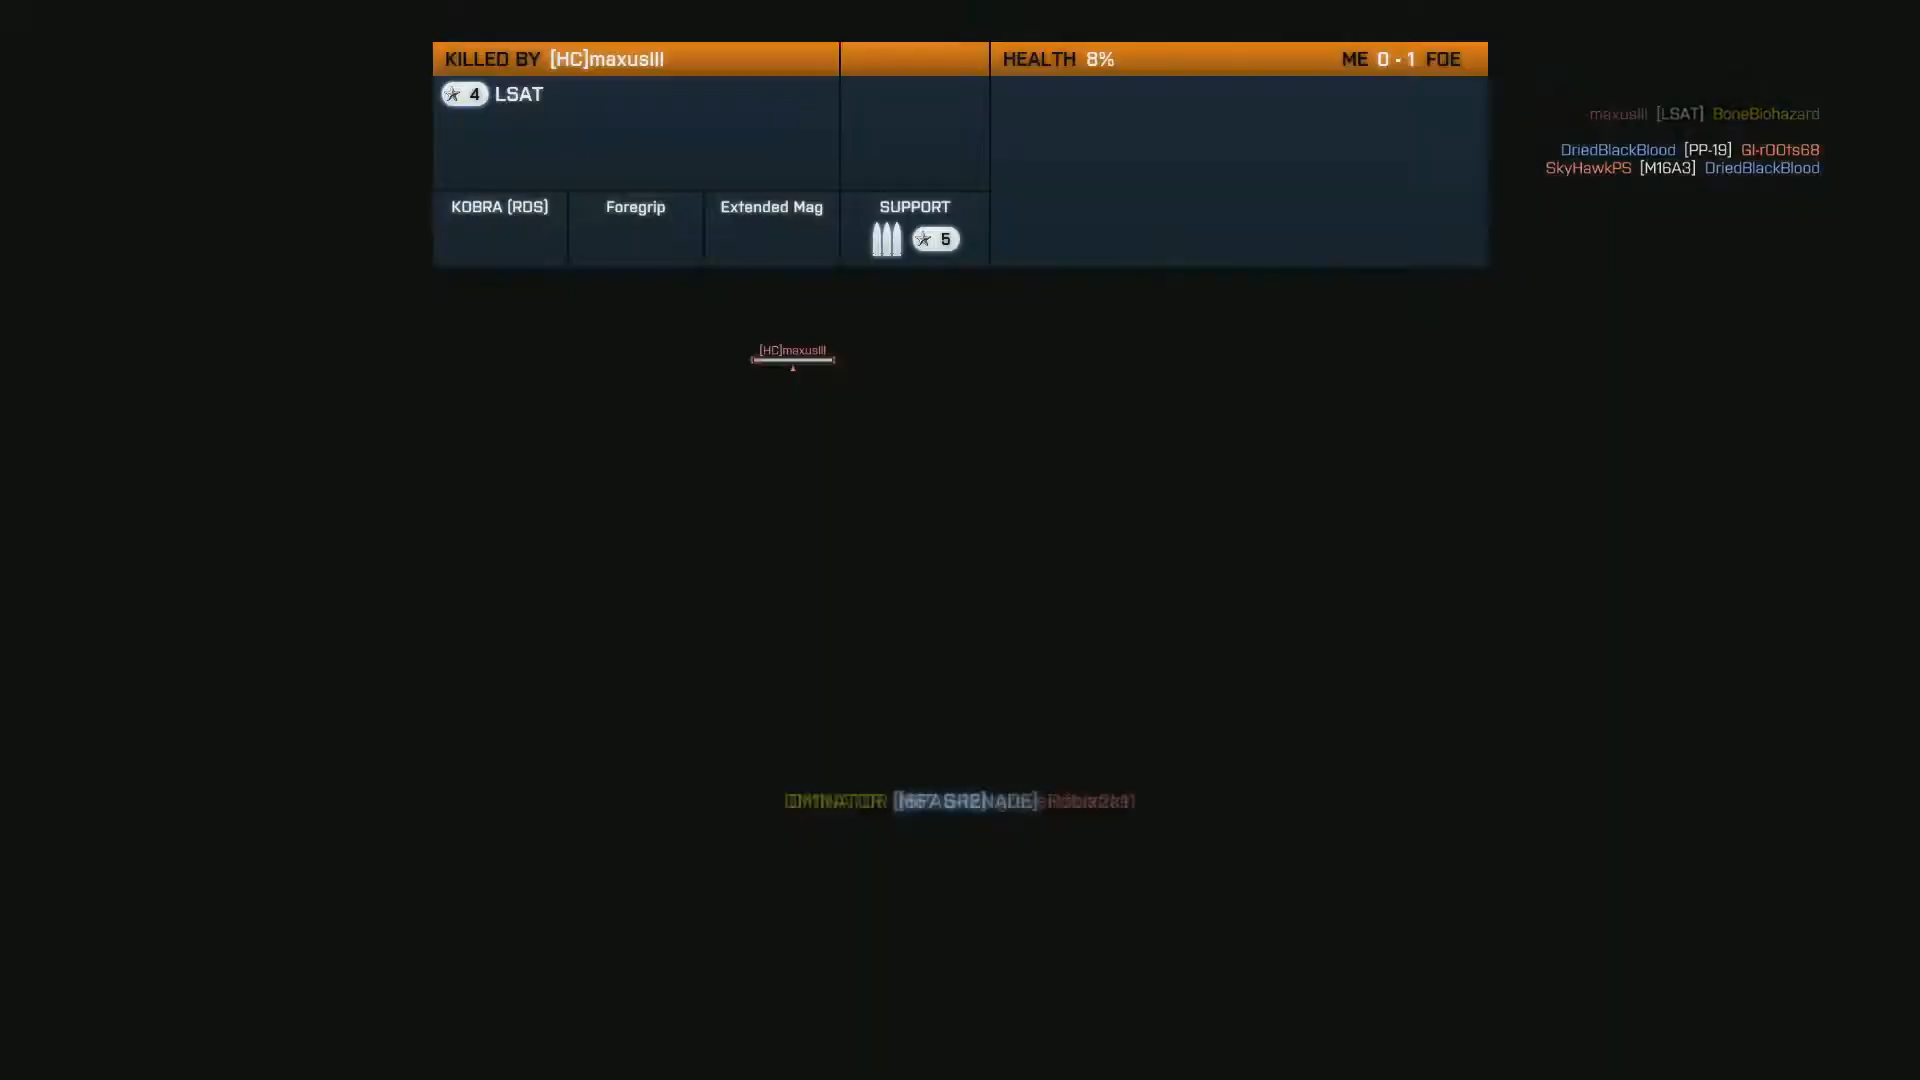 KILLED BY [HC]maxuslll
HEALTH 8%
ME 0 - 1 FOE
4 LSAT
KOBRA (RDS)
Foregrip
Extended Mag
SUPPORT
5
maxuslll [LSAT] BoneBiohazard
DriedBlackBlood [PP-19] Gl-rOOts68
SkyHawkPS [M16A3] DriedBlackBlood
[HC]maxuslll